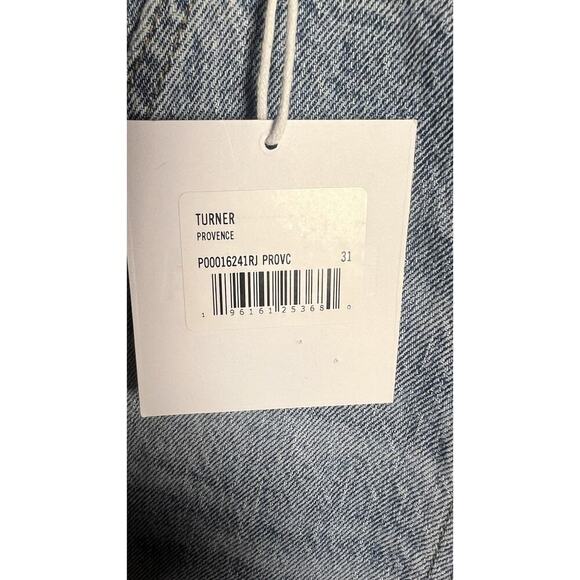 TURNER
PROVENCE
P00016241RJ PROVC 31
1 96161 25368 0